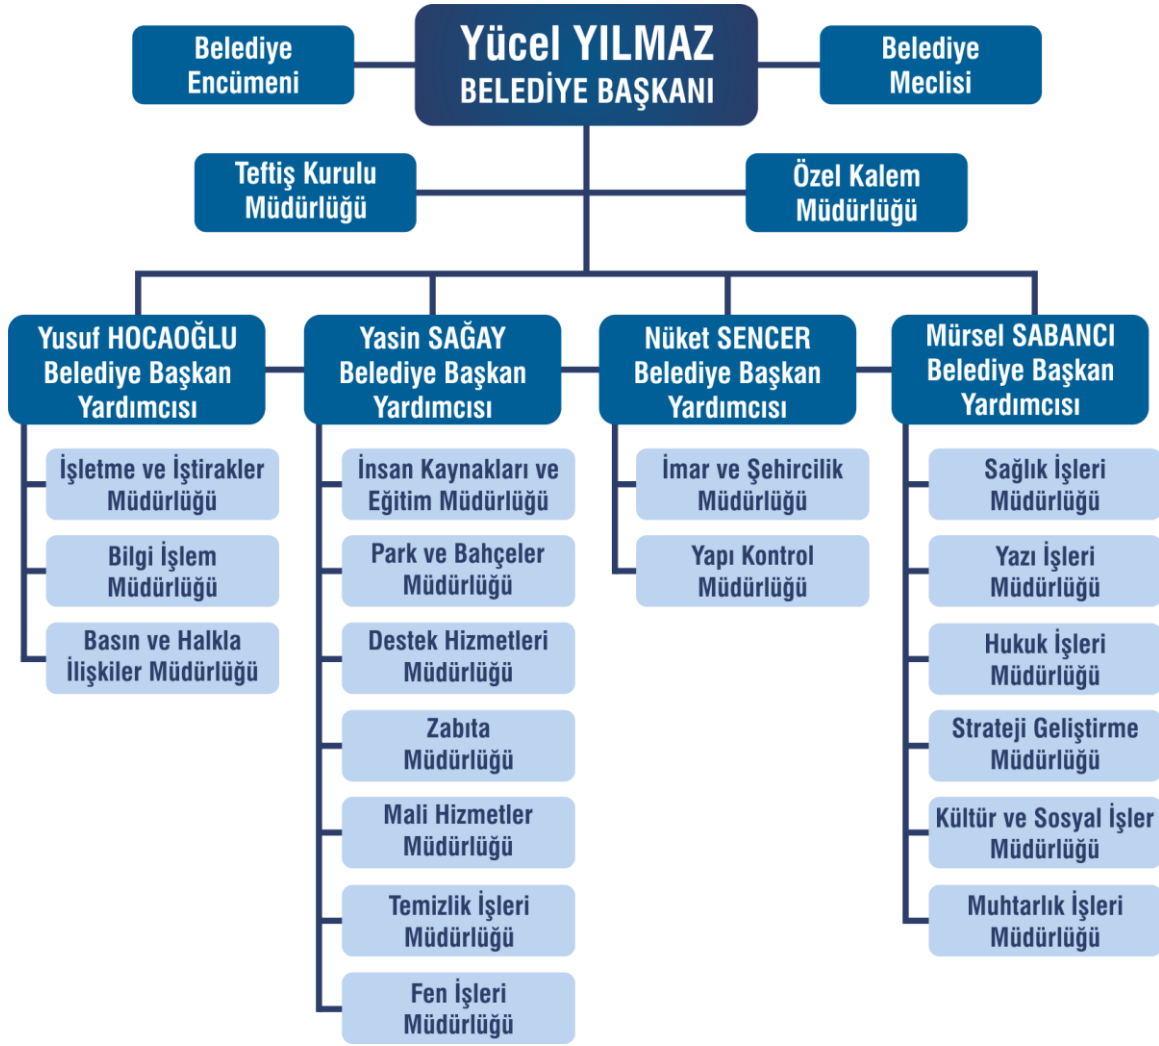 Belediye
Encümeni
Yücel YILMAZ
BELEDİYE BAŞKANI
Belediye
Meclisi
Teftiş Kurulu
Müdürlüğü
Özel Kalem
Müdürlüğü
Yusuf HOCAOĞLU
Belediye Başkan
Yardımcısı
İşletme ve İştirakler
Müdürlüğü
Bilgi İşlem
Müdürlüğü
Basın ve Halkla
İlişkiler Müdürlüğü
Yasin SAĞAY
Belediye Başkan
Yardımcısı
İnsan Kaynakları ve
Eğitim Müdürlüğü
Park ve Bahçeler
Müdürlüğü
Destek Hizmetleri
Müdürlüğü
Zabıta
Müdürlüğü
Mali Hizmetler
Müdürlüğü
Temizlik İşleri
Müdürlüğü
Fen İşleri
Müdürlüğü
Nüket SENCER
Belediye Başkan
Yardımcısı
İmar ve Şehircilik
Müdürlüğü
Yapı Kontrol
Müdürlüğü
Mürsel SABANCI
Belediye Başkan
Yardımcısı
Sağlık İşleri
Müdürlüğü
Yazı İşleri
Müdürlüğü
Hukuk İşleri
Müdürlüğü
Strateji Geliştirme
Müdürlüğü
Kültür ve Sosyal İşler
Müdürlüğü
Muhtarlık İşleri
Müdürlüğü